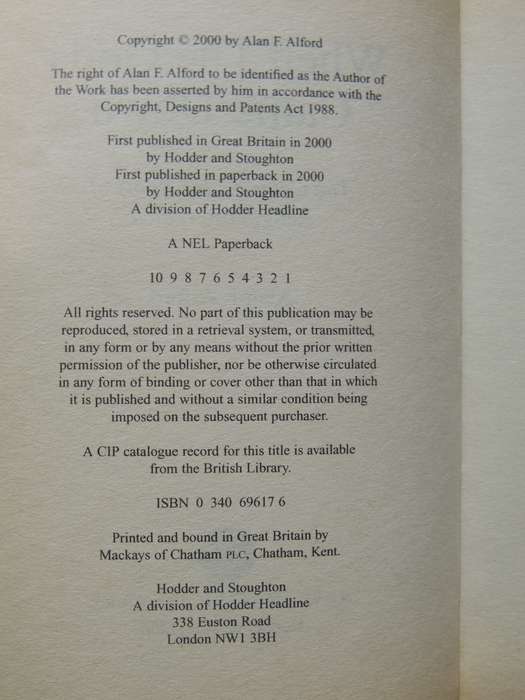 Copyright © 2000 by Alan F. Alford
The right of Alan F. Alford to be identified as the Author of
the Work has been asserted by him in accordance with the
Copyright, Designs and Patents Act 1988.
First published in Great Britain in 2000
by Hodder and Stoughton
First published in paperback in 2000
by Hodder and Stoughton
A division of Hodder Headline
A NEL Paperback
10 9 8 7 6 5 4 3 2 1
All rights reserved. No part of this publication may be
reproduced, stored in a retrieval system, or transmitted,
in any form or by any means without the prior written
permission of the publisher, nor be otherwise circulated
in any form of binding or cover other than that in which
it is published and without a similar condition being
imposed on the subsequent purchaser.
A CIP catalogue record for this title is available
from the British Library.
ISBN 0 340 69617 6
Printed and bound in Great Britain by
Mackays of Chatham PLC, Chatham, Kent.
Hodder and Stoughton
A division of Hodder Headline
338 Euston Road
London NW1 3BH